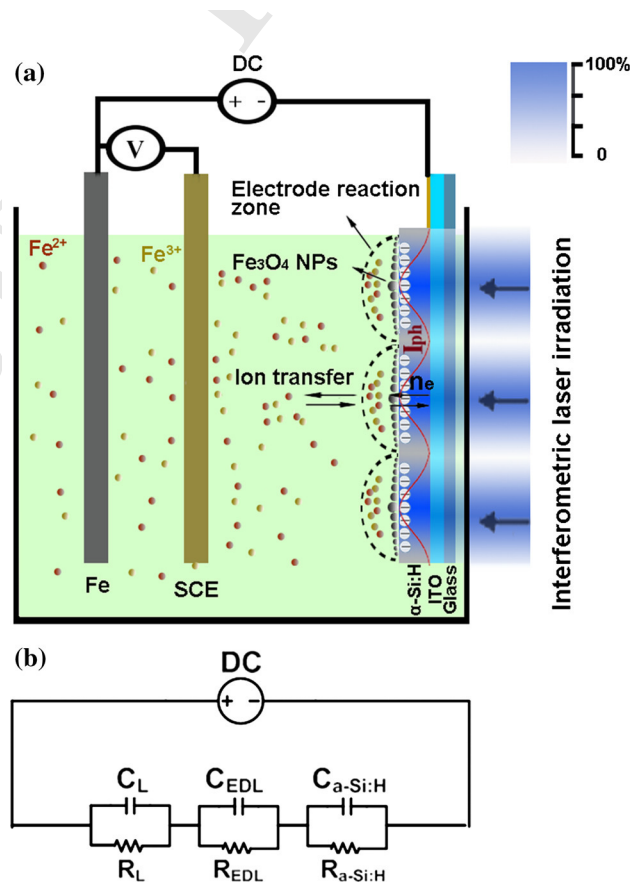 (a)
DC
+ -
100%
0
V
Electrode reaction
zone
Fe2+
Fe3+
Fe3O4 NPs
Iph
Ion transfer
ne
Interferometric laser irradiation
Fe
SCE
α-Si:H
ITO
Glass
(b)
DC
+ -
CL
CEDL
Ca-Si:H
RL
REDL
Ra-Si:H